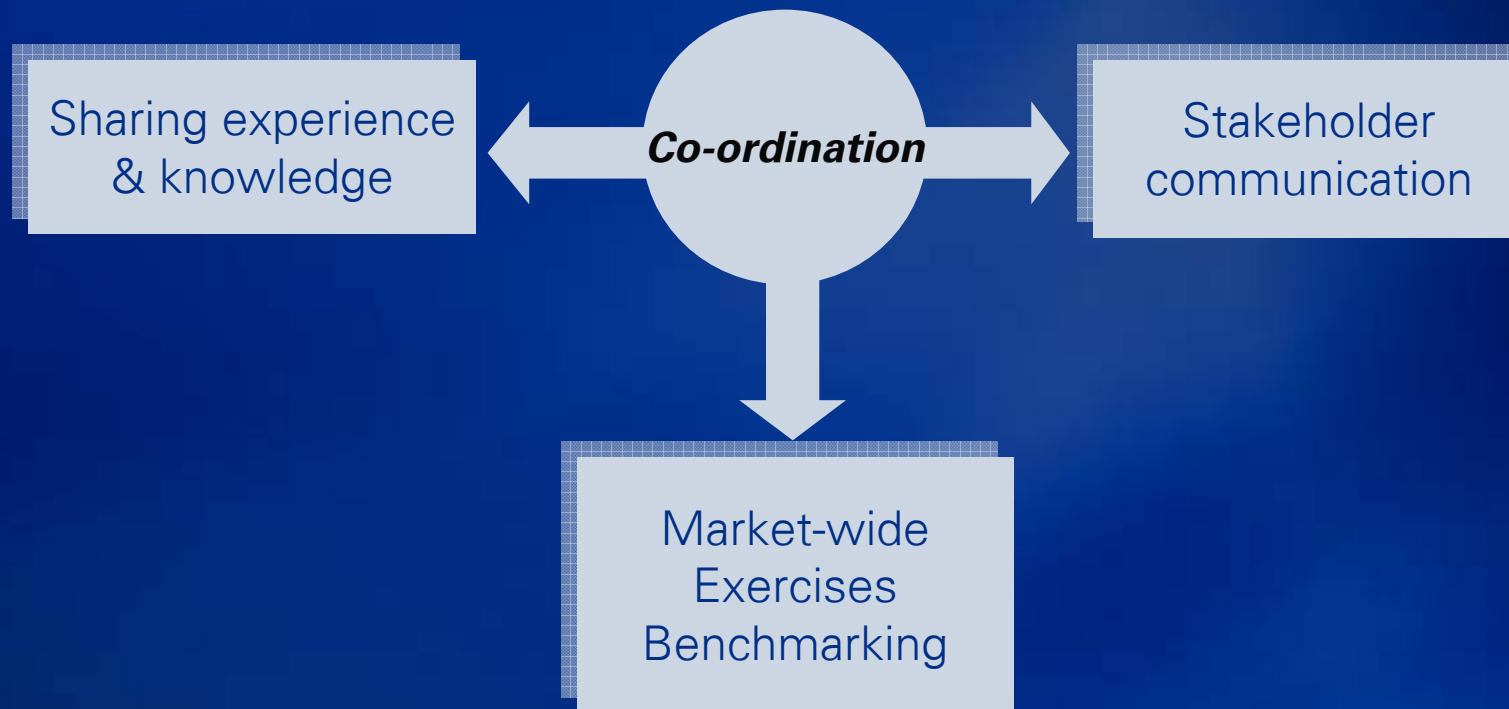 Sharing experience
& knowledge
Co-ordination
Stakeholder
communication
Market-wide
Exercises
Benchmarking